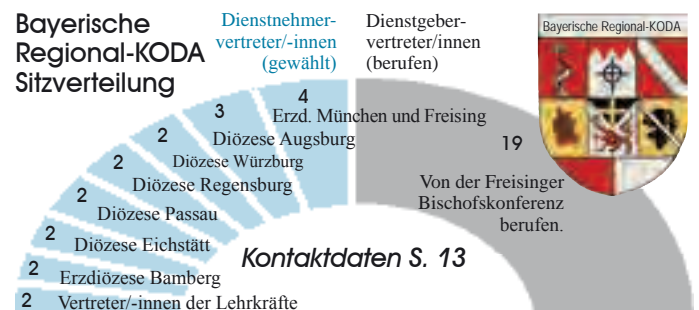 Bayerische
Regional-KODA
Sitzverteilung
Dienstnehmer-
vertreter/-innen
(gewählt)
Dienstgeber-
vertreter/innen
(berufen)
Bayerische Regional-KODA
4
Erzd. München und Freising
3
Diözese Augsburg
2
Diözese Würzburg
2
Diözese Regensburg
2
Diözese Passau
2
Diözese Eichstätt
2
Erzdiözese Bamberg
2
Vertreter/-innen der Lehrkräfte
19
Von der Freisinger
Bischofskonferenz
berufen.
Kontaktdaten S. 13